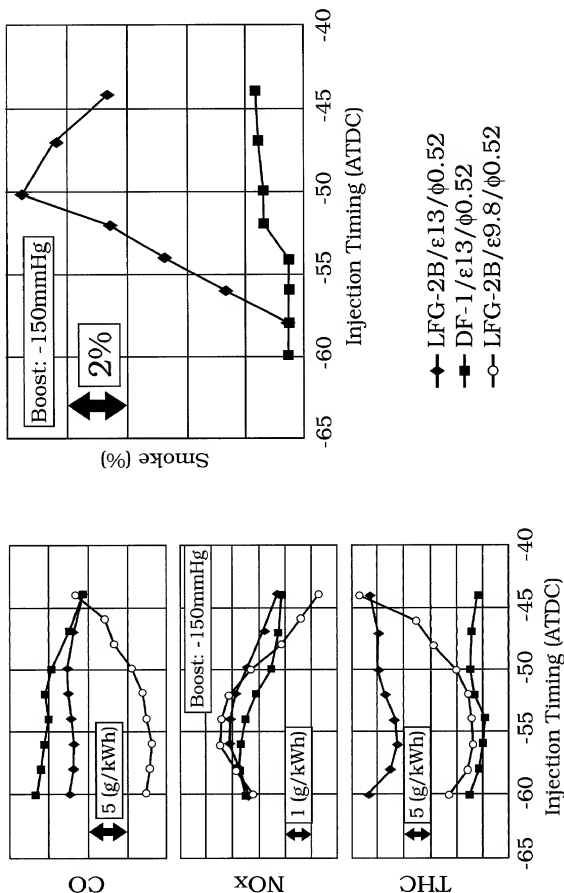 CO
5 (g/kWh)
NOx
Boost: -150mmHg
1 (g/kWh)
THC
5 (g/kWh)
-65 -60 -55 -50 -45 -40
Injection Timing (ATDC)
Smoke (%)
Boost: -150mmHg
2%
-65 -60 -55 -50 -45 -40
Injection Timing (ATDC)
LFG-2B/ε13/φ0.52
DF-1/ε13/φ0.52
LFG-2B/ε9.8/φ0.52